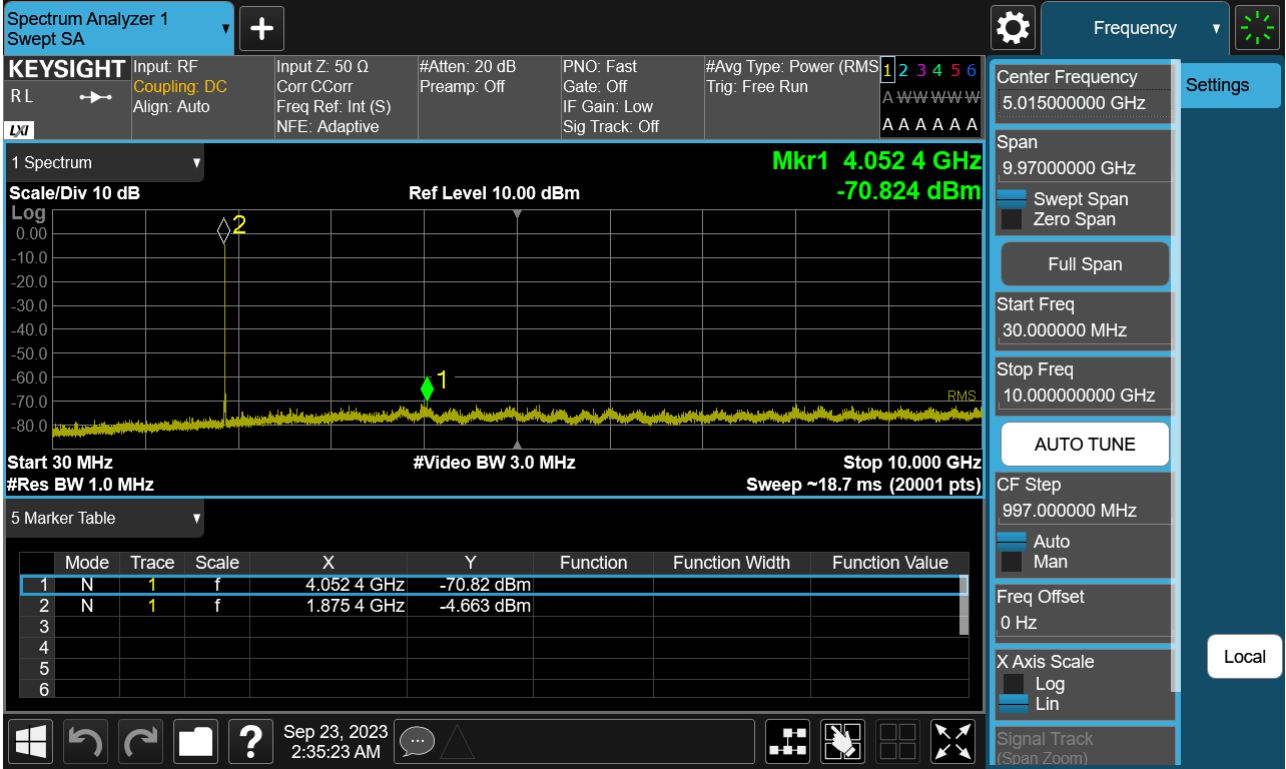 Spectrum Analyzer 1
Swept SA
Frequency
KEYSIGHT
R L
LXI
Input: RF
Coupling: DC
Align: Auto
Input Z: 50 Ω
Corr CCorr
Freq Ref: Int (S)
NFE: Adaptive
#Atten: 20 dB
Preamp: Off
PNO: Fast
Gate: Off
IF Gain: Low
Sig Track: Off
#Avg Type: Power (RMS
Trig: Free Run
1 2 3 4 5 6
A W W W W W
A A A A A A
1 Spectrum
Mkr1 4.052 4 GHz
-70.824 dBm
Scale/Div 10 dB
Ref Level 10.00 dBm
Log
0.00
-10.0
-20.0
-30.0
-40.0
-50.0
-60.0
-70.0
-80.0
2
1
RMS
Start 30 MHz
#Video BW 3.0 MHz
Stop 10.000 GHz
#Res BW 1.0 MHz
Sweep ~18.7 ms (20001 pts)
5 Marker Table
Mode Trace Scale X Y Function Function Width Function Value
1 N 1 f 4.052 4 GHz -70.82 dBm
2 N 1 f 1.875 4 GHz -4.663 dBm
3
4
5
6
Sep 23, 2023
2:35:23 AM
Center Frequency
5.015000000 GHz
Span
9.97000000 GHz
Swept Span
Zero Span
Full Span
Start Freq
30.000000 MHz
Stop Freq
10.000000000 GHz
AUTO TUNE
CF Step
997.000000 MHz
Auto
Man
Freq Offset
0 Hz
X Axis Scale
Log
Lin
Signal Track
(Span Zoom)
Settings
Local